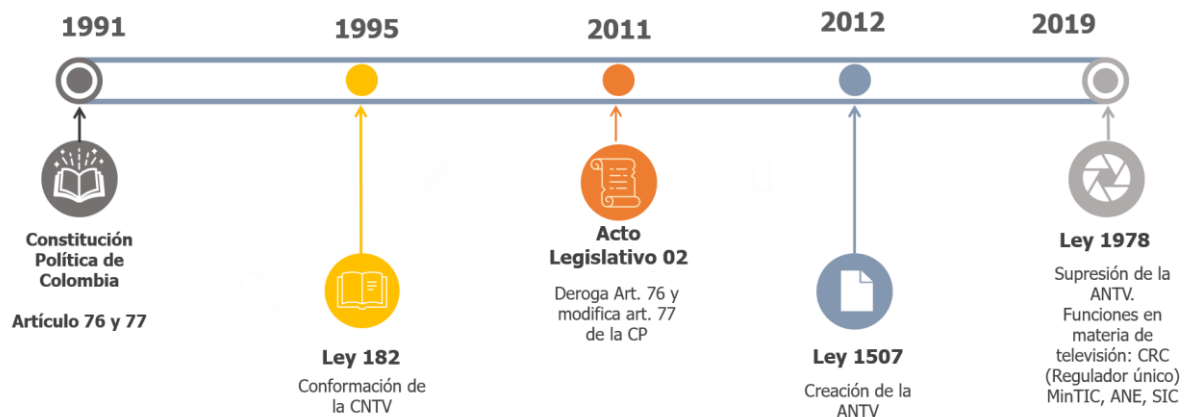 1991
1995
2011
2012
2019
Constitución
Política de
Colombia
Artículo 76 y 77
Ley 182
Conformación de
la CNTV
Acto
Legislativo 02
Deroga Art. 76 y
modifica art. 77
de la CP
Ley 1507
Creación de la
ANTV
Ley 1978
Supresión de la
ANTV.
Funciones en
materia de
televisión: CRC
(Regulador único)
MinTIC, ANE, SIC